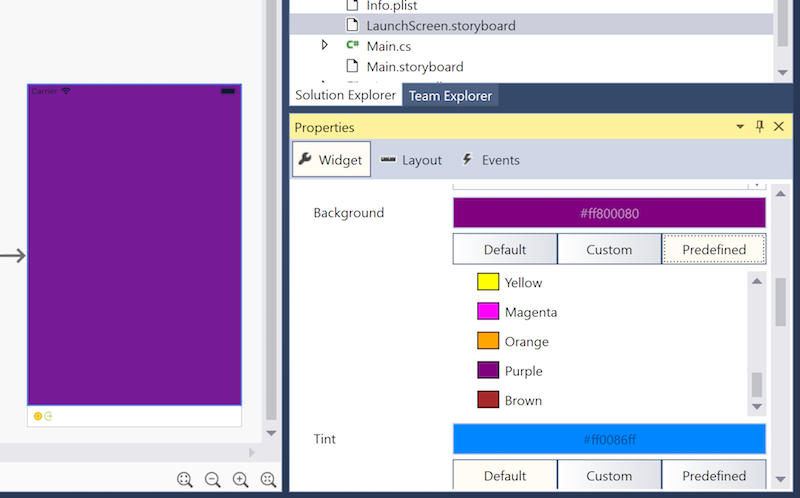 Carrier
Info.plist
LaunchScreen.storyboard
C# Main.cs
Main.storyboard
Solution Explorer Team Explorer
Properties
Widget Layout Events
Background #ff800080
Default Custom Predefined
Yellow
Magenta
Orange
Purple
Brown
Tint #ff0086ff
Default Custom Predefined